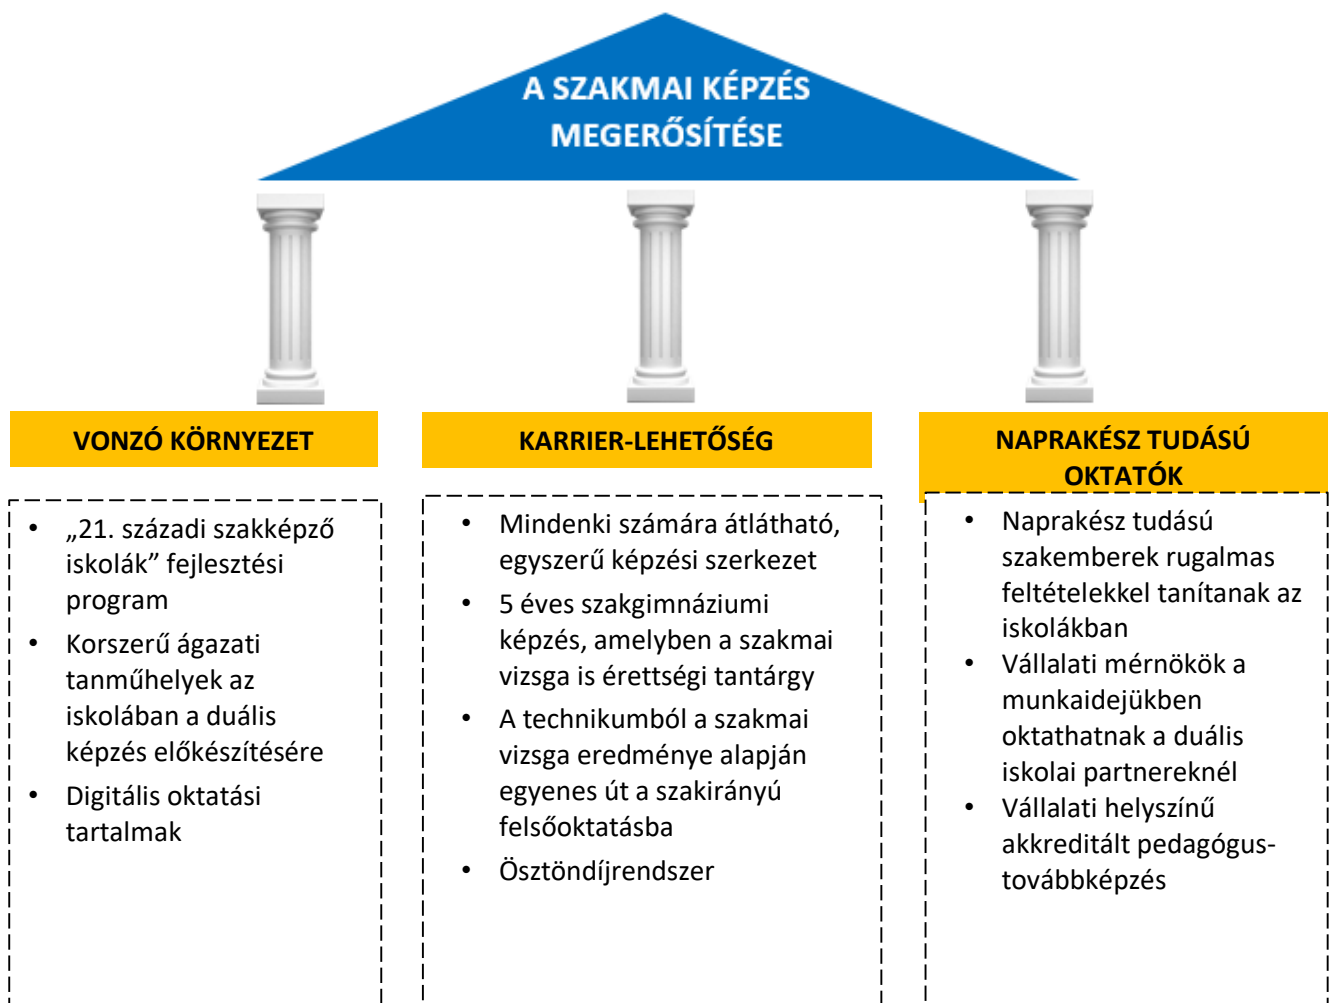 A SZAKMAI KÉPZÉS
MEGERŐSÍTÉSE
VONZÓ KÖRNYEZET
• „21. századi szakképző
iskolák” fejlesztési
program
• Korszerű ágazati
tanműhelyek az
iskolában a duális
képzés előkészítésére
• Digitális oktatási
tartalmak
KARRIER-LEHETŐSÉG
• Mindenki számára átlátható,
egyszerű képzési szerkezet
• 5 éves szakgimnáziumi
képzés, amelyben a szakmai
vizsga is érettségi tantárgy
• A technikumból a szakmai
vizsga eredménye alapján
egyenes út a szakirányú
felsőoktatásba
• Ösztöndíjrendszer
NAPRAKÉSZ TUDÁSÚ
OKTATÓK
• Naprakész tudású
szakemberek rugalmas
feltételekkel tanítanak az
iskolákban
• Vállalati mérnökök a
munkaidejükben
oktathatnak a duális
iskolai partnereknél
• Vállalati helyszínű
akkreditált pedagógus-
továbbképzés